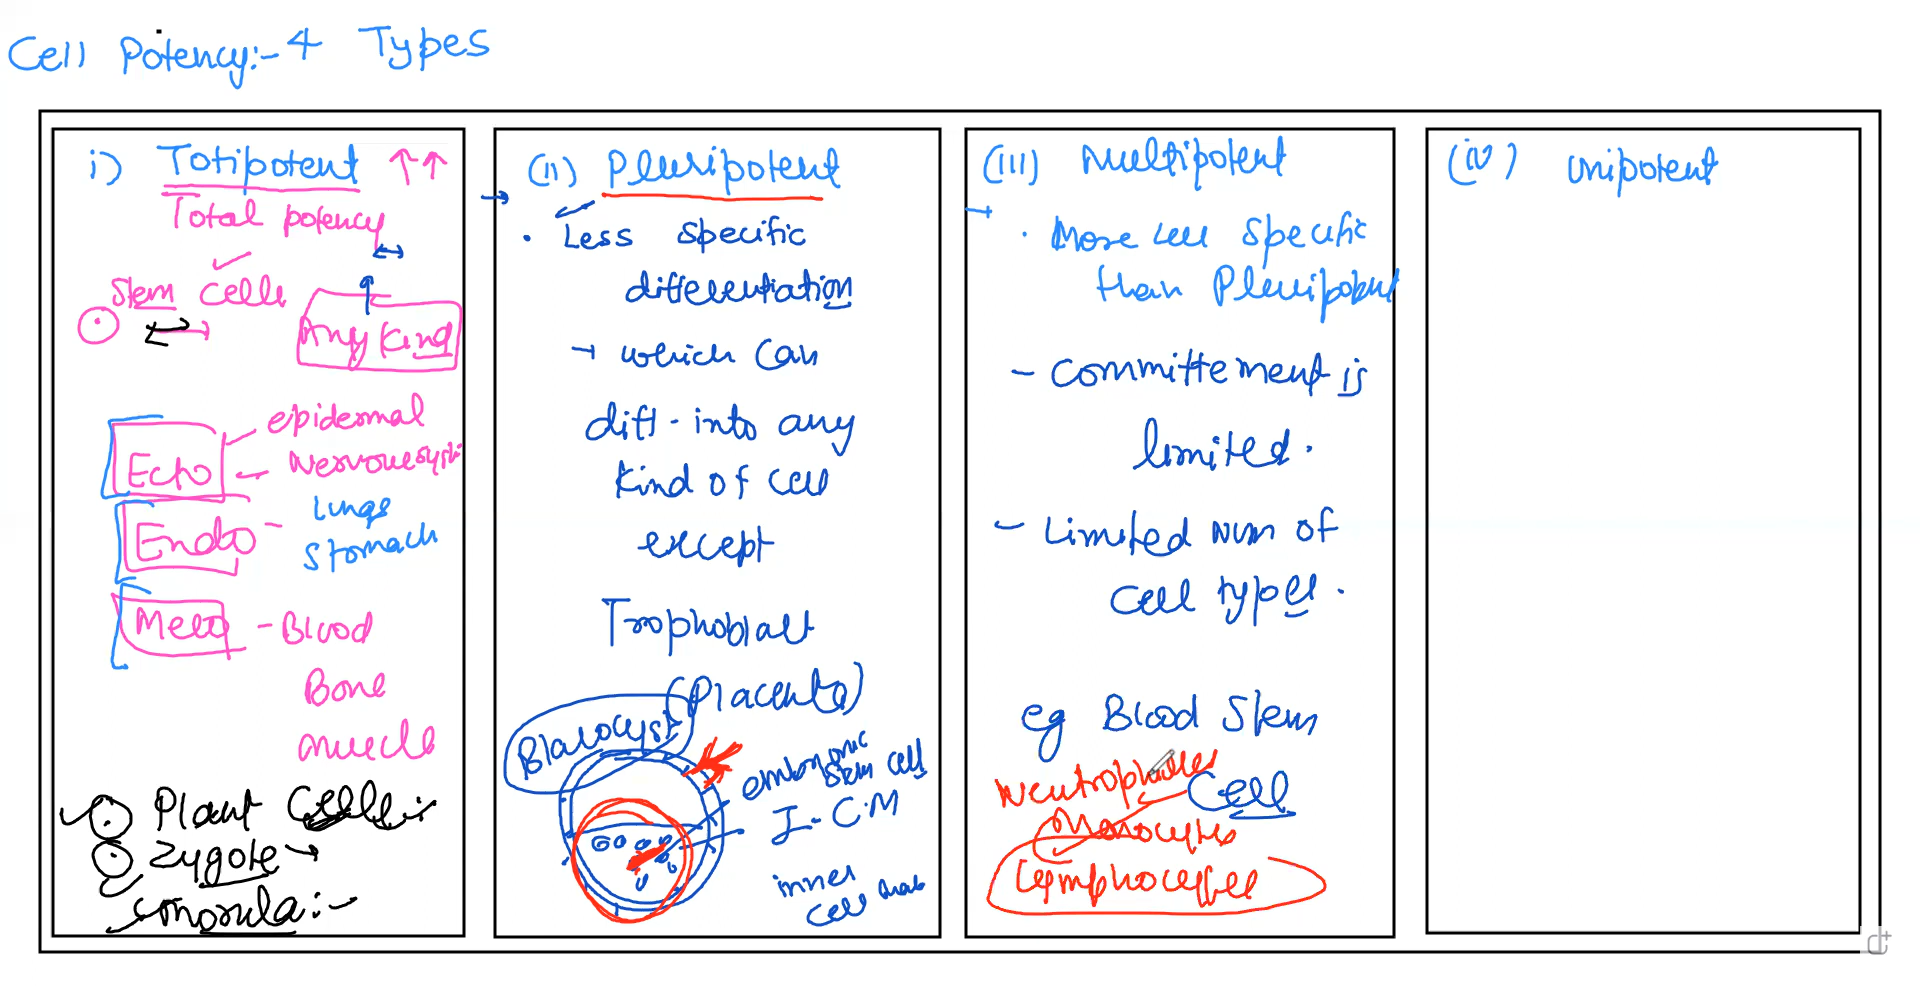 Cell Potency:- 4 Types
i) Totipotent ↑↑
Total potency
Stem cells
Any Kind
Ecto
epidermal
Endo
Lungs
Stomach
Meso - Blood
Bone
muscle
Plant Cells:-
Zygote →
morula:-
(ii) Pluripotent
· Less specific
differentiation
→ which can
diff- into any
kind of cell
except
Trophoblast
(Placenta)
embryonic
stem cell
I-C.M
inner
cell mass
(iii) Multipotent
· More cell specific
than Pluripotent
- Committement is
limited.
- Limited num of
cell types.
eg Blood Stem
Cell
Monocytes
Lymphocytes
(iv) unipotent